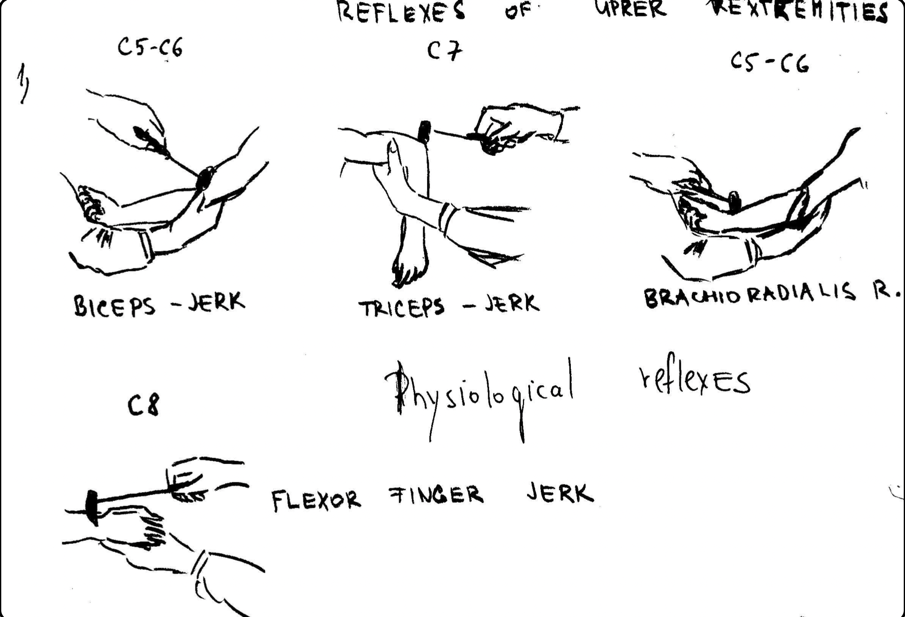 REFLEXES OF UPRER REXTREMITIES
C5-C6
C7
C5-C6
1)
BICEPS - JERK
TRICEPS - JERK
BRACHIORADIALIS R.
Physiological reflexES
C8
FLEXOR FINGER JERK